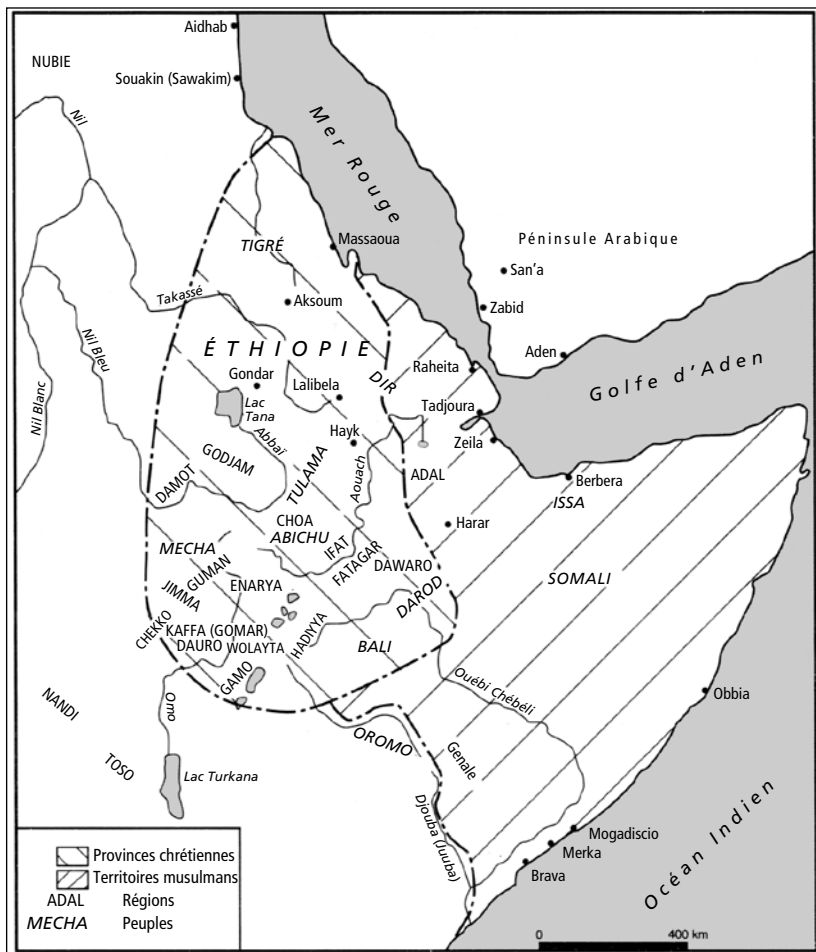 Aidhab
NUBIE
Souakin (Sawakim)
Nil
Mer Rouge
TIGRÉ
Massaoua
Péninsule Arabique
San'a
Takassé
Aksoum
Zabid
Nil Bleu
ÉTHIOPIE
Aden
Golfe d'Aden
Nil Blanc
Gondar
Lalibela
DIR
Raheita
Lac
Tana
Tadjoura
Abbaï
Hayk
Zeila
GODJAM
TULAMA
Aouach
ADAL
DAMOT
Berbera
ISSA
CHOA
ABICHU
Harar
MECHA
IFAT
FATAGAR
DAWARO
GUMAN
ENARYA
SOMALI
JIMMA
DAROD
CHEKKO
KAFFA (GOMAR)
HADIYYA
DAURO
WOLAYTA
BALI
GAMO
Ouébi Chébéli
NANDI
Omo
Obbia
OROMO
Genale
TOSO
Lac Turkana
Djouba (Juuba)
Océan Indien
Mogadiscio
Merka
Brava
Provinces chrétiennes
Territoires musulmans
ADAL Régions
MECHA Peuples
0 400 km